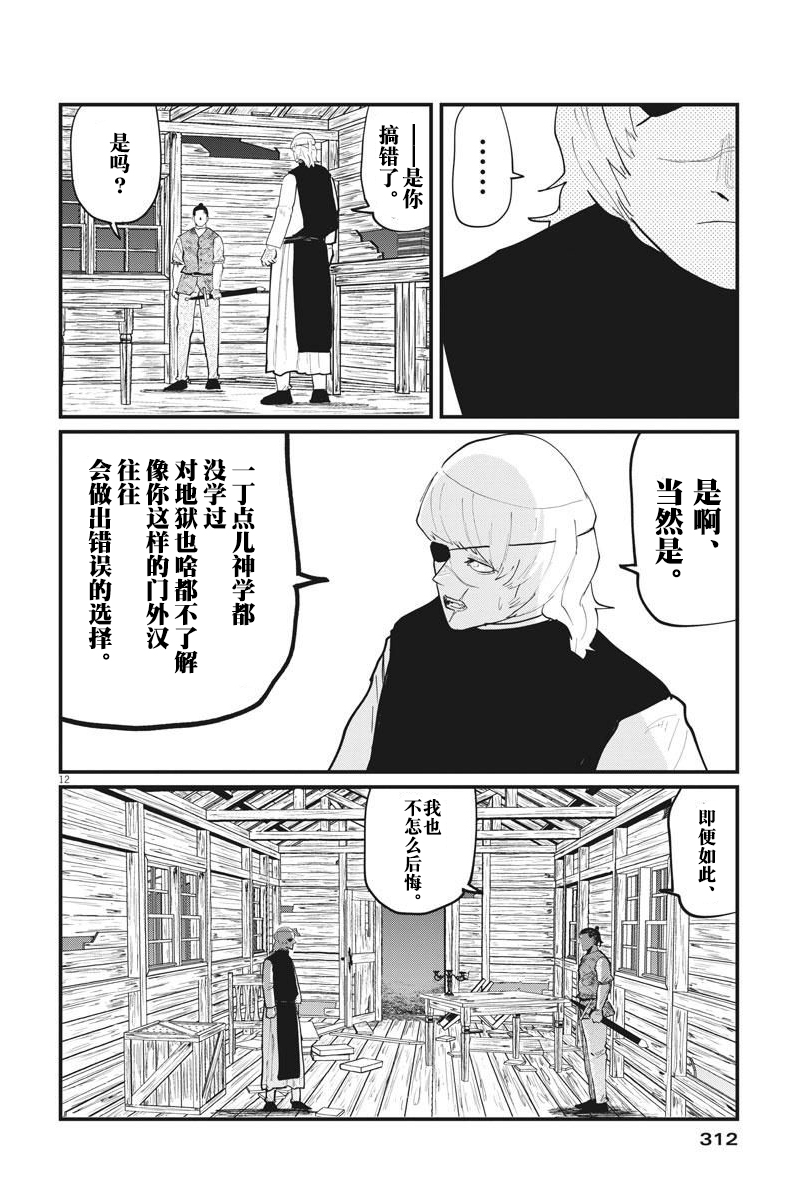 ……
——是你
搞错了。
是吗？
是啊、
当然是。
一丁点儿神学都
没学过
对地狱也啥都不了解
像你这样的门外汉
往往
会做出错误的选择。
12
即便如此、
我也
不怎么后悔。
312